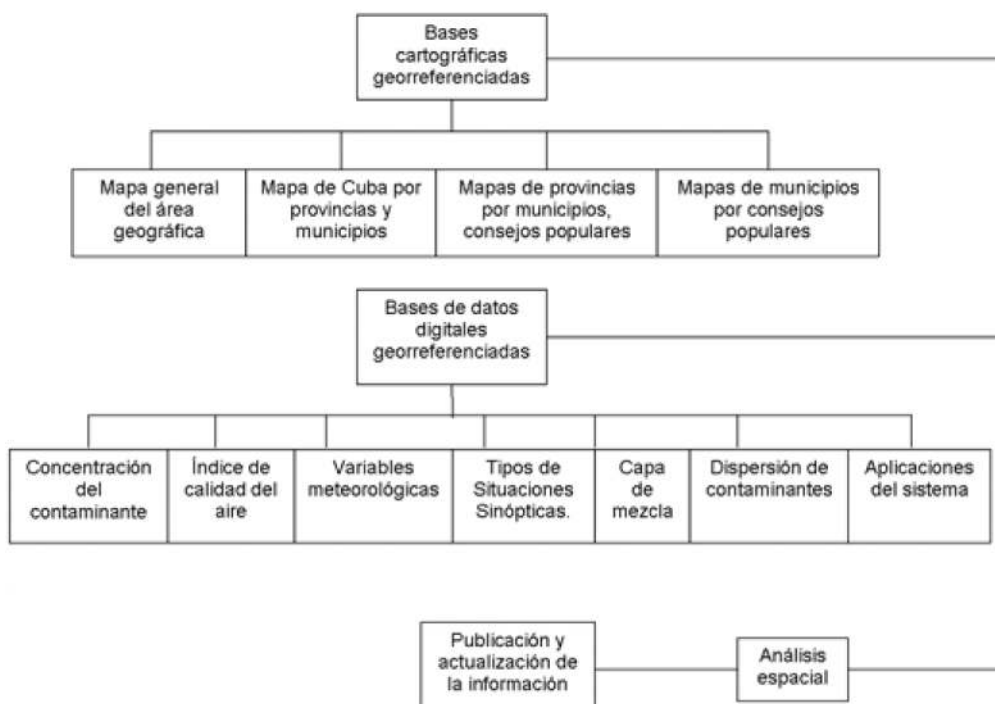 Bases
cartográficas
georreferenciadas
Mapa general
del área
geográfica
Mapa de Cuba por
provincias y
municipios
Mapas de provincias
por municipios,
consejos populares
Mapas de municipios
por consejos
populares
Bases de datos
digitales
georreferenciadas
Concentración
del
contaminante
Índice de
calidad del
aire
Variables
meteorológicas
Tipos de
Situaciones
Sinópticas.
Capa
de
mezcla
Dispersión de
contaminantes
Aplicaciones
del sistema
Publicación y
actualización de
la información
Análisis
espacial